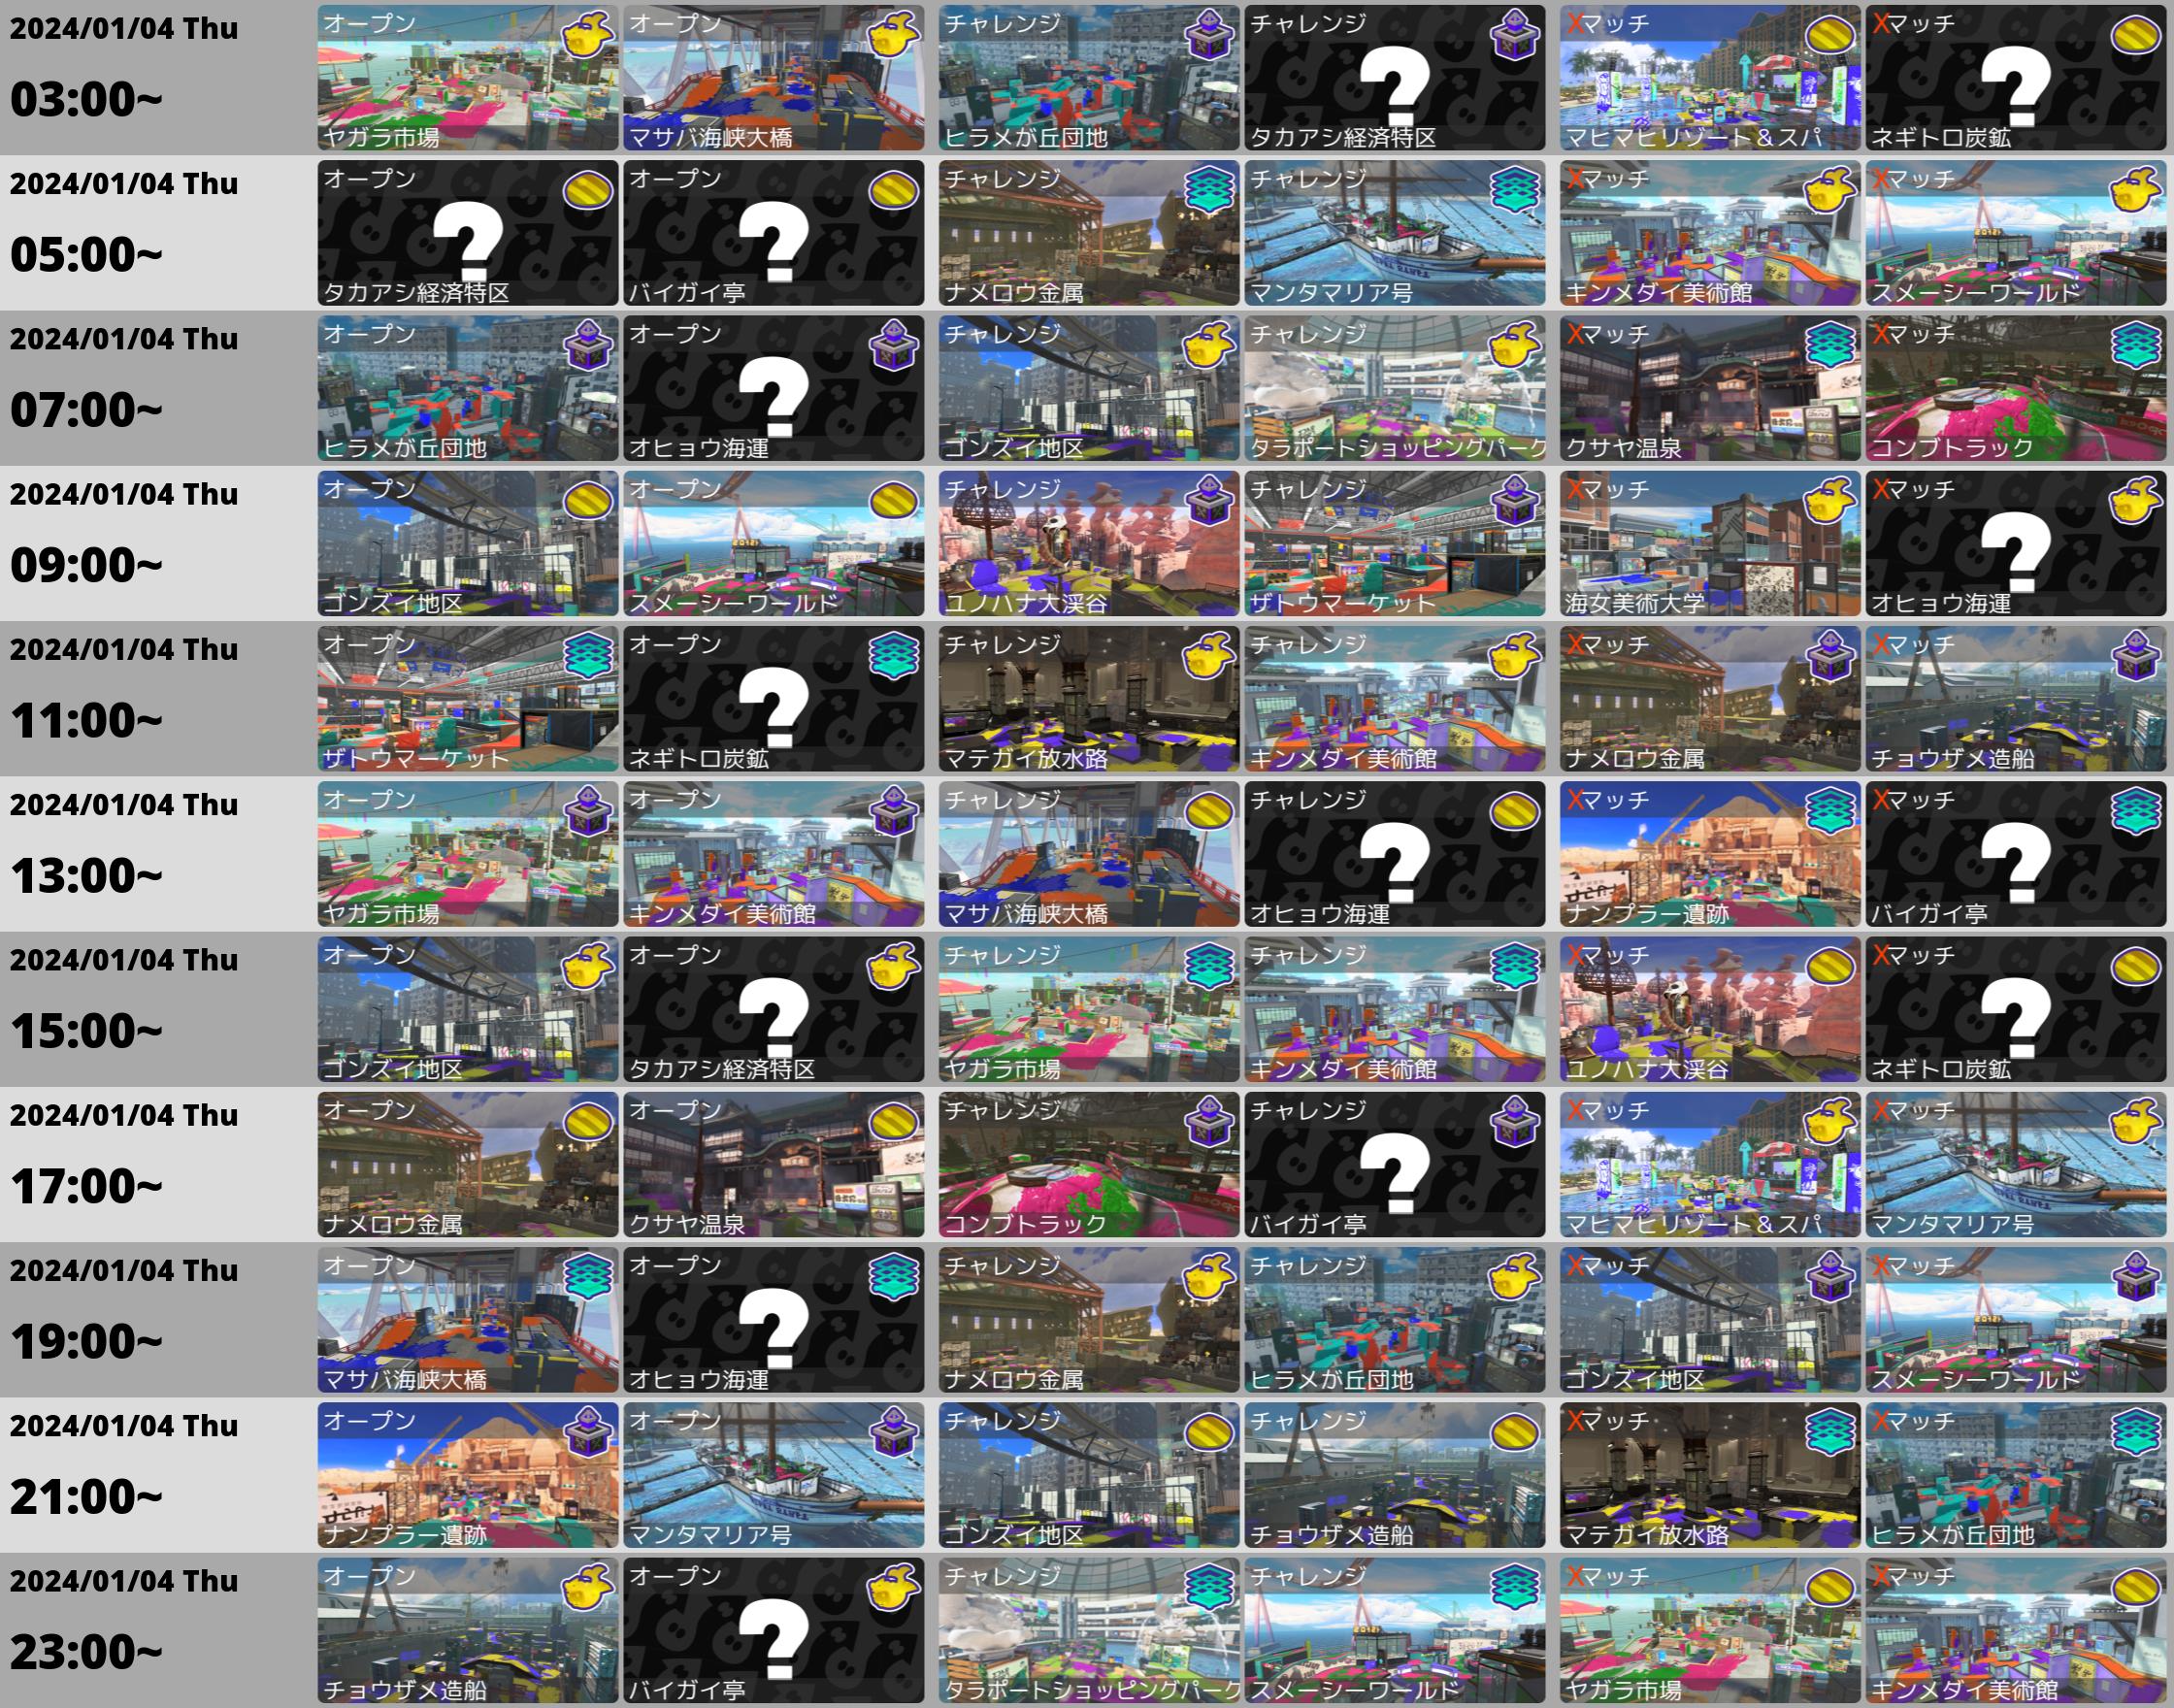 2024/01/04 Thu
03:00~
オープン
ヤガラ市場
オープン
マサバ海峡大橋
チャレンジ
ヒラメが丘団地
チャレンジ
?
タカアシ経済特区
Xマッチ
マヒマヒリゾート＆スパ
Xマッチ
?
ネギトロ炭鉱
2024/01/04 Thu
05:00~
オープン
?
タカアシ経済特区
オープン
?
バイガイ亭
チャレンジ
ナメロウ金属
チャレンジ
マンタマリア号
Xマッチ
キンメダイ美術館
Xマッチ
スメーシーワールド
2024/01/04 Thu
07:00~
オープン
ヒラメが丘団地
オープン
?
オヒョウ海運
チャレンジ
ゴンズイ地区
チャレンジ
タラポートショッピングパーク
Xマッチ
クサヤ温泉
Xマッチ
コンブトラック
2024/01/04 Thu
09:00~
オープン
ゴンズイ地区
オープン
スメーシーワールド
チャレンジ
ユノハナ大渓谷
チャレンジ
ザトウマーケット
Xマッチ
海女美術大学
Xマッチ
?
オヒョウ海運
2024/01/04 Thu
11:00~
オープン
ザトウマーケット
オープン
?
ネギトロ炭鉱
チャレンジ
マテガイ放水路
チャレンジ
キンメダイ美術館
Xマッチ
ナメロウ金属
Xマッチ
チョウザメ造船
2024/01/04 Thu
13:00~
オープン
ヤガラ市場
オープン
キンメダイ美術館
チャレンジ
マサバ海峡大橋
チャレンジ
?
オヒョウ海運
Xマッチ
ナンプラー遺跡
Xマッチ
?
バイガイ亭
2024/01/04 Thu
15:00~
オープン
ゴンズイ地区
オープン
?
タカアシ経済特区
チャレンジ
ヤガラ市場
チャレンジ
キンメダイ美術館
Xマッチ
ユノハナ大渓谷
Xマッチ
?
ネギトロ炭鉱
2024/01/04 Thu
17:00~
オープン
ナメロウ金属
オープン
クサヤ温泉
チャレンジ
コンブトラック
チャレンジ
?
バイガイ亭
Xマッチ
マヒマヒリゾート＆スパ
Xマッチ
マンタマリア号
2024/01/04 Thu
19:00~
オープン
マサバ海峡大橋
オープン
?
オヒョウ海運
チャレンジ
ナメロウ金属
チャレンジ
ヒラメが丘団地
Xマッチ
ゴンズイ地区
Xマッチ
スメーシーワールド
2024/01/04 Thu
21:00~
オープン
ナンプラー遺跡
オープン
マンタマリア号
チャレンジ
ゴンズイ地区
チャレンジ
チョウザメ造船
Xマッチ
マテガイ放水路
Xマッチ
ヒラメが丘団地
2024/01/04 Thu
23:00~
オープン
チョウザメ造船
オープン
?
バイガイ亭
チャレンジ
タラポートショッピングパーク
チャレンジ
スメーシーワールド
Xマッチ
ヤガラ市場
Xマッチ
キンメダイ美術館